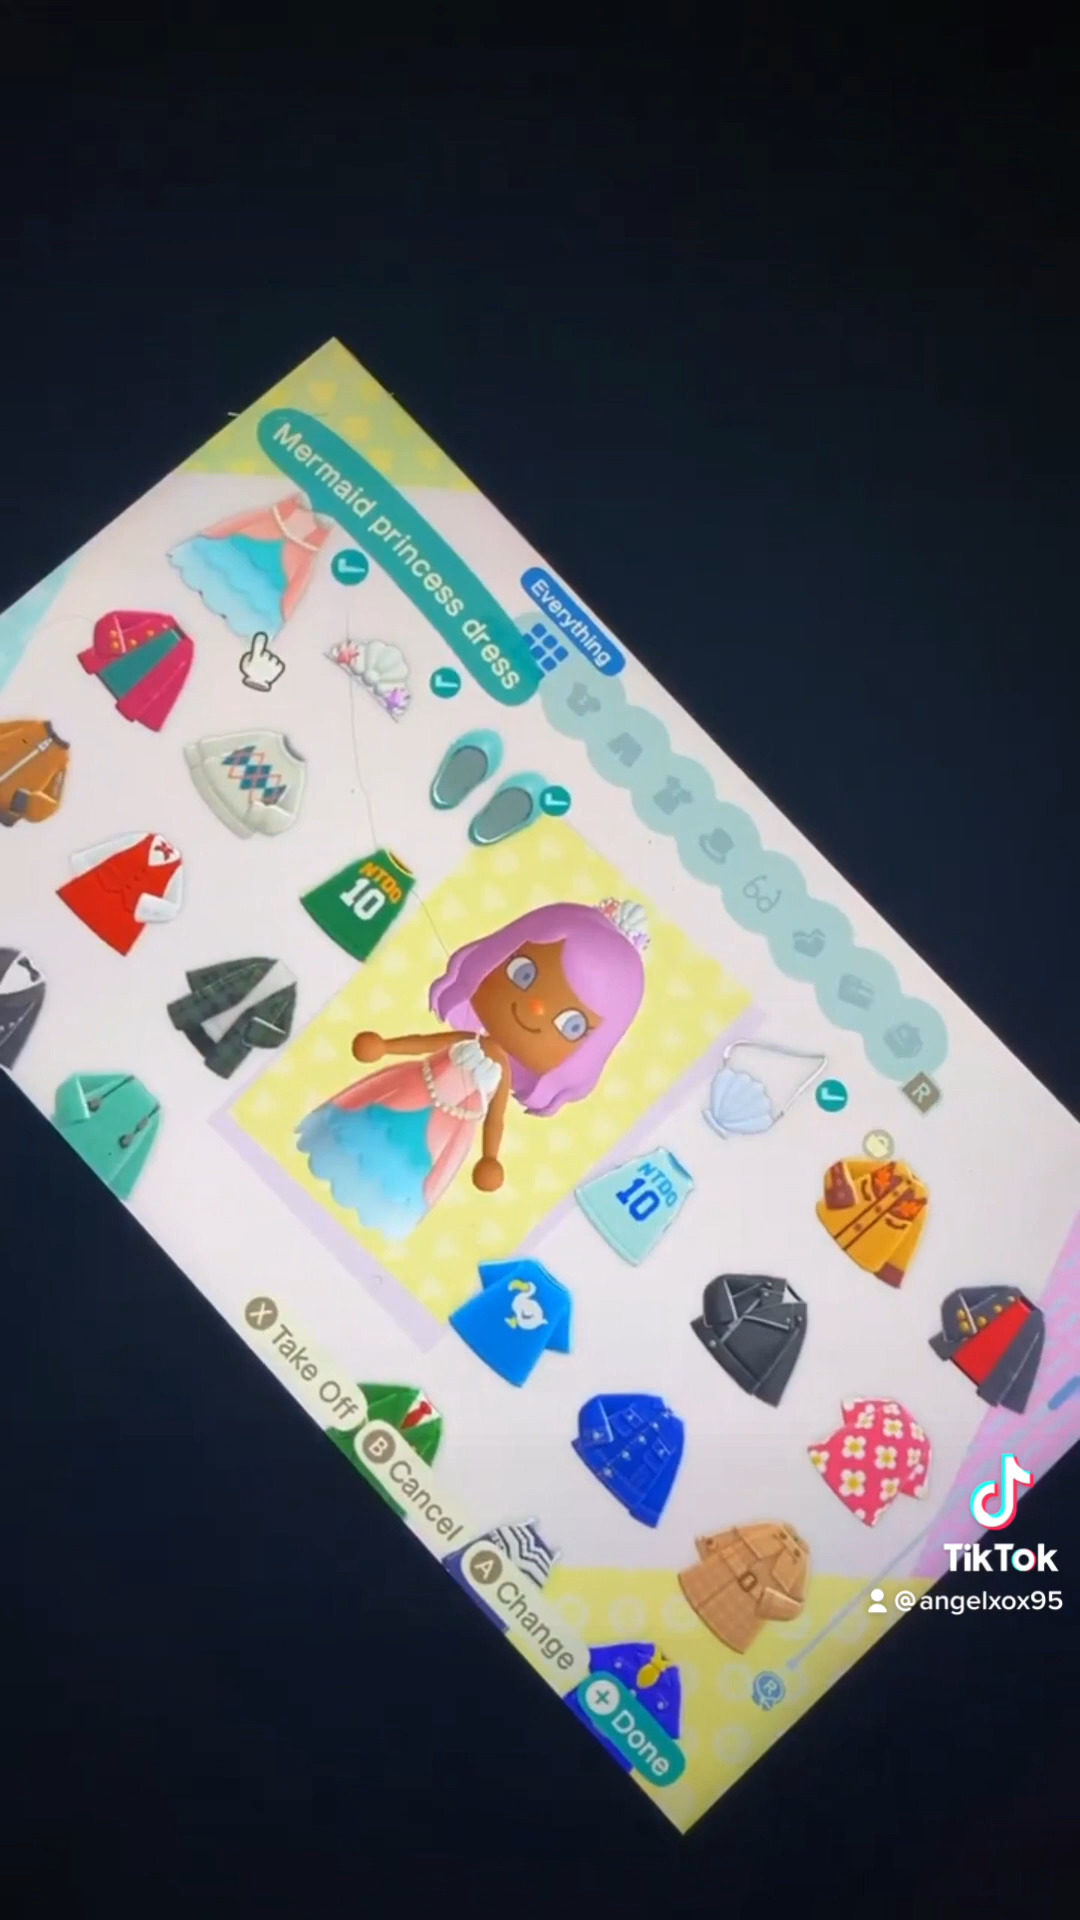 Mermaid princess dress
Everything
R
NTDO
10
NTDO
10
X Take Off
B Cancel
A Change
+ Done
R
TikTok
@angelxox95